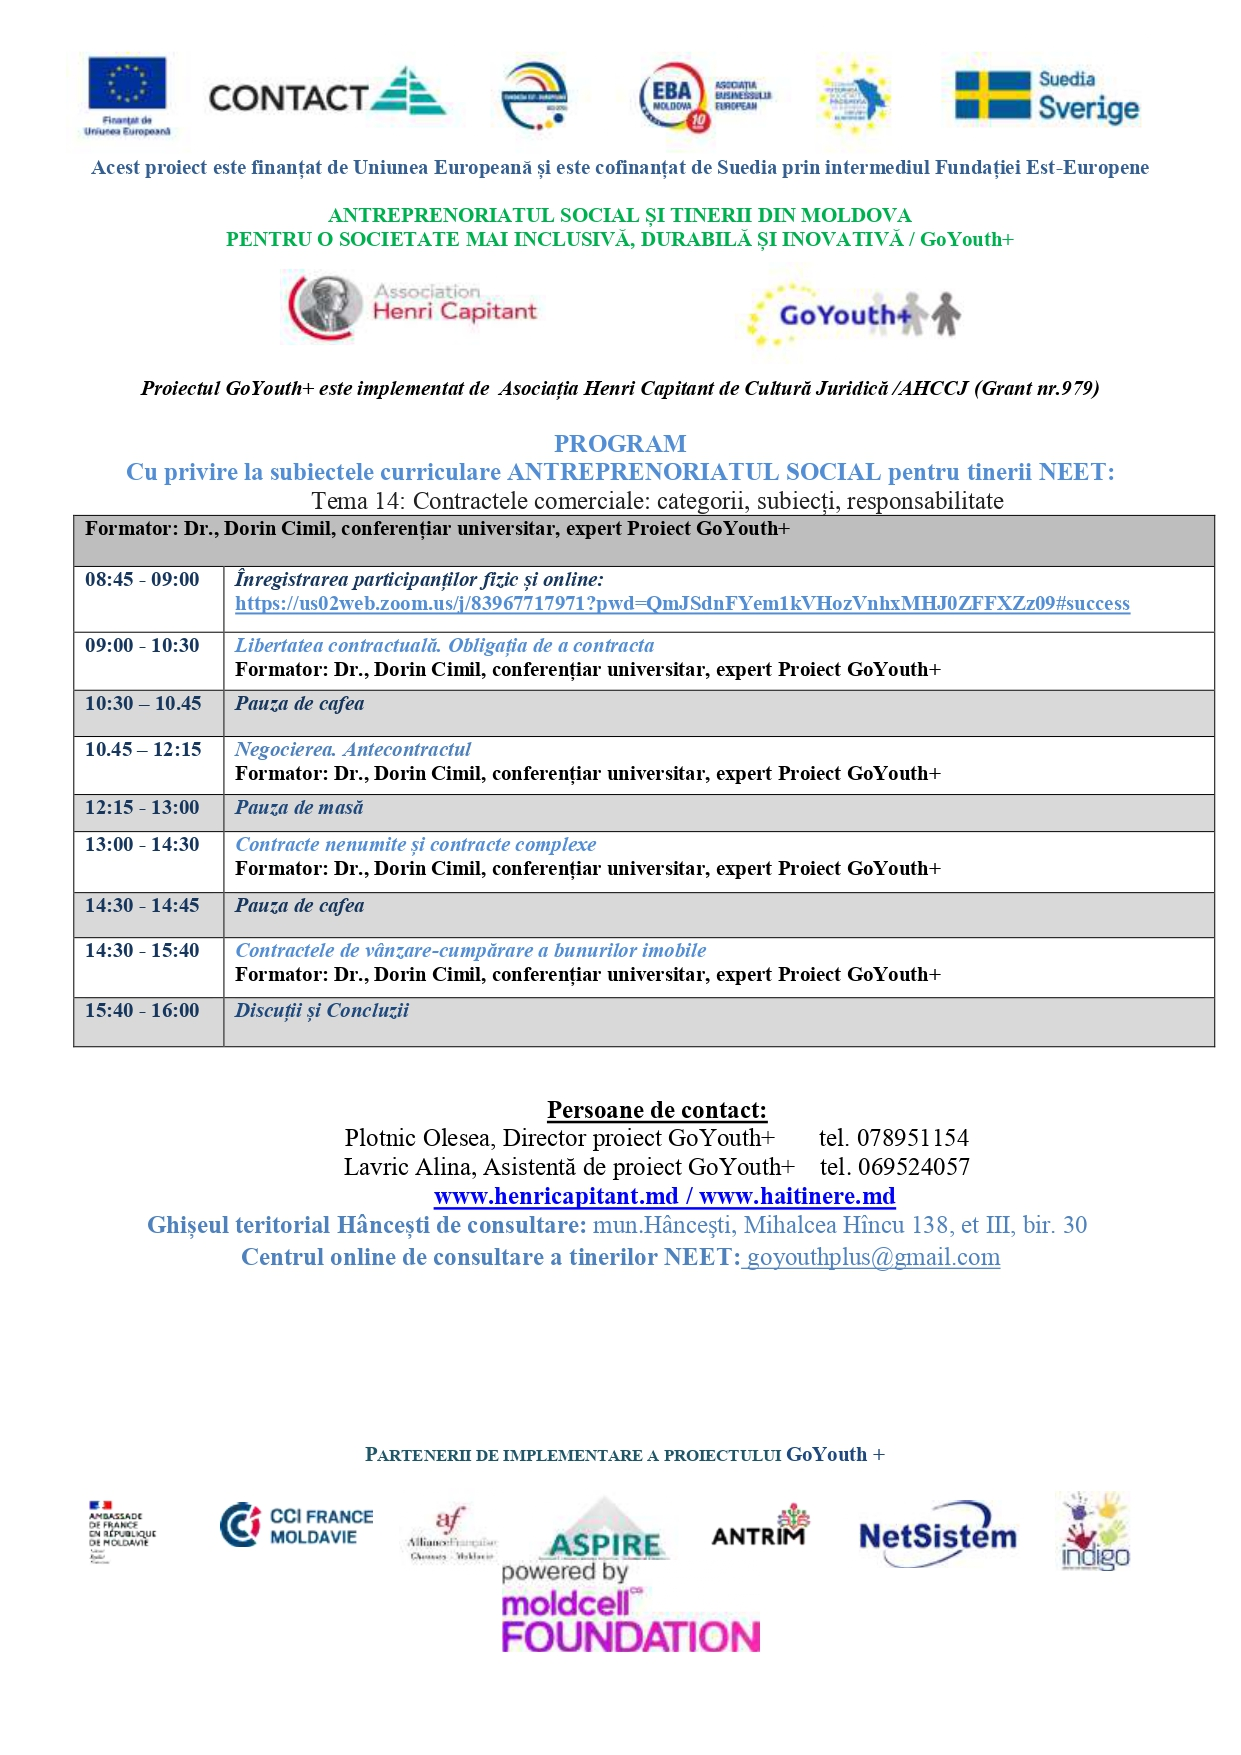 Finanțat de
Uniunea Europeană
CONTACT
EBA
MOLDOVA
10
ASOCIAȚIA
BUSINESSULUI
EUROPEAN
Suedia
Sverige
Acest proiect este finanțat de Uniunea Europeană și este cofinanțat de Suedia prin intermediul Fundației Est-Europene
ANTREPRENORIATUL SOCIAL ȘI TINERII DIN MOLDOVA
PENTRU O SOCIETATE MAI INCLUSIVĂ, DURABILĂ ȘI INOVATIVĂ / GoYouth+
Association
Henri Capitant
GoYouth+
Proiectul GoYouth+ este implementat de Asociația Henri Capitant de Cultură Juridică /AHCCJ (Grant nr.979)
PROGRAM
Cu privire la subiectele curriculare ANTREPRENORIATUL SOCIAL pentru tinerii NEET:
Tema 14: Contractele comerciale: categorii, subiecți, responsabilitate
Formator: Dr., Dorin Cimil, conferențiar universitar, expert Proiect GoYouth+
08:45 - 09:00 Înregistrarea participanților fizic și online:
https://us02web.zoom.us/j/83967717971?pwd=QmJSdnFYem1kVHozVnhxMHJ0ZFFXZz09#success
09:00 - 10:30 Libertatea contractuală. Obligația de a contracta
Formator: Dr., Dorin Cimil, conferențiar universitar, expert Proiect GoYouth+
10:30 – 10.45 Pauza de cafea
10.45 – 12:15 Negocierea. Antecontractul
Formator: Dr., Dorin Cimil, conferențiar universitar, expert Proiect GoYouth+
12:15 - 13:00 Pauza de masă
13:00 - 14:30 Contracte nenumite și contracte complexe
Formator: Dr., Dorin Cimil, conferențiar universitar, expert Proiect GoYouth+
14:30 - 14:45 Pauza de cafea
14:30 - 15:40 Contractele de vânzare-cumpărare a bunurilor imobile
Formator: Dr., Dorin Cimil, conferențiar universitar, expert Proiect GoYouth+
15:40 - 16:00 Discuții și Concluzii
Persoane de contact:
Plotnic Olesea, Director proiect GoYouth+ tel. 078951154
Lavric Alina, Asistentă de proiect GoYouth+ tel. 069524057
www.henricapitant.md / www.haitinere.md
Ghișeul teritorial Hâncești de consultare: mun.Hânceşti, Mihalcea Hîncu 138, et III, bir. 30
Centrul online de consultare a tinerilor NEET: goyouthplus@gmail.com
PARTENERII DE IMPLEMENTARE A PROIECTULUI GoYouth +
AMBASSADE
DE FRANCE
EN RÉPUBLIQUE
DE MOLDAVIE
CCI FRANCE
MOLDAVIE
af
AllianceFrançaise
ASPIRE
ANTRIM
NetSistem
indigo
powered by
moldcell
FOUNDATION